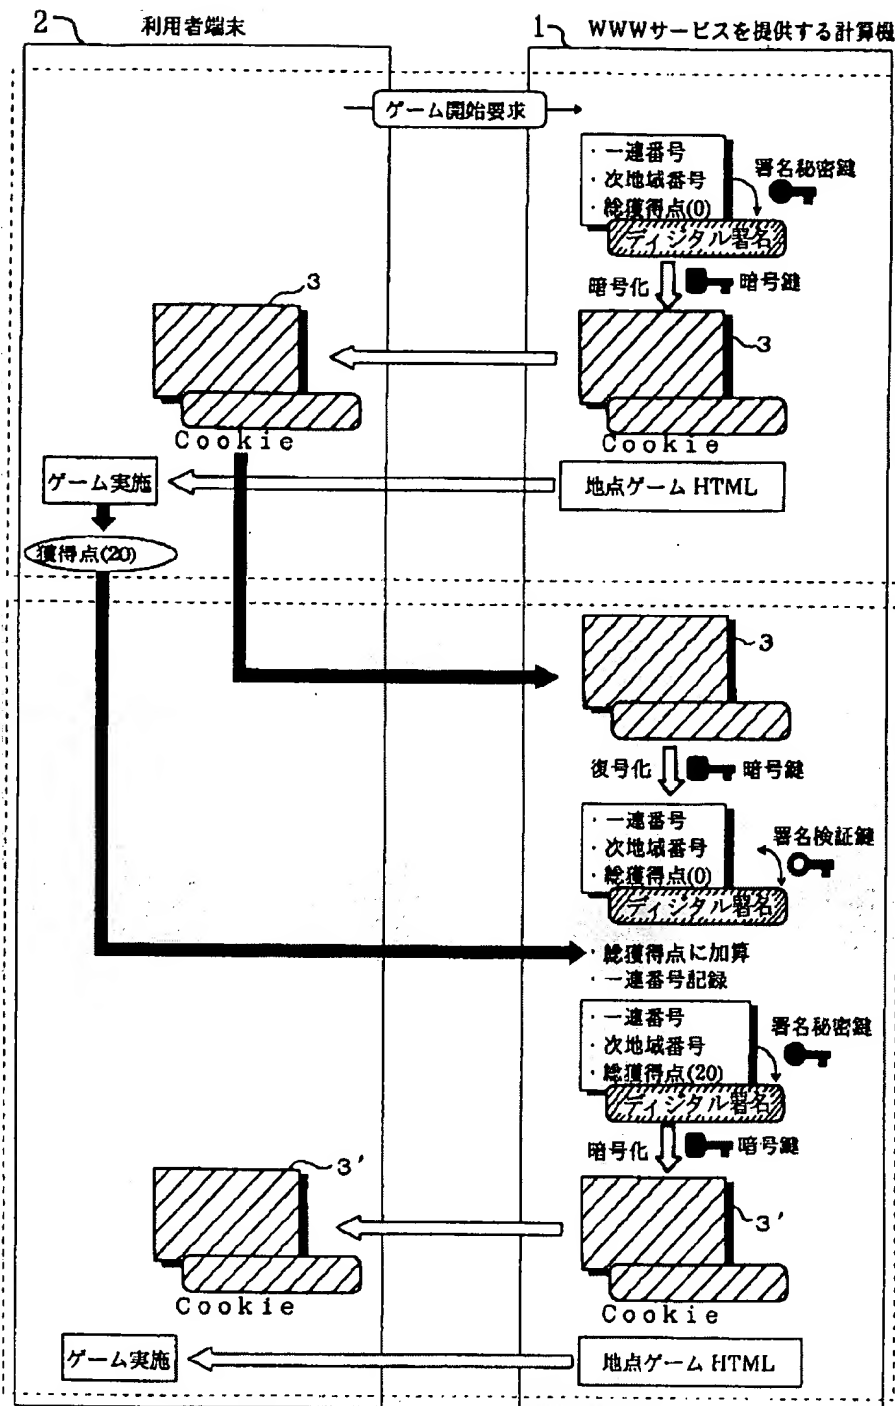 2 利用者端末
1 WWWサービスを提供する計算機
ゲーム開始要求
・一連番号
・次地域番号
・総獲得点(0)
署名秘密鍵
ディジタル署名
暗号化
暗号鍵
3
3
Cookie
Cookie
ゲーム実施
地点ゲーム HTML
獲得点(20)
3
復号化
暗号鍵
・一連番号
・次地域番号
・総獲得点(0)
署名検証鍵
ディジタル署名
・総獲得点に加算
・一連番号記録
・一連番号
・次地域番号
・総獲得点(20)
署名秘密鍵
ディジタル署名
暗号化
暗号鍵
3'
3'
Cookie
Cookie
ゲーム実施
地点ゲーム HTML